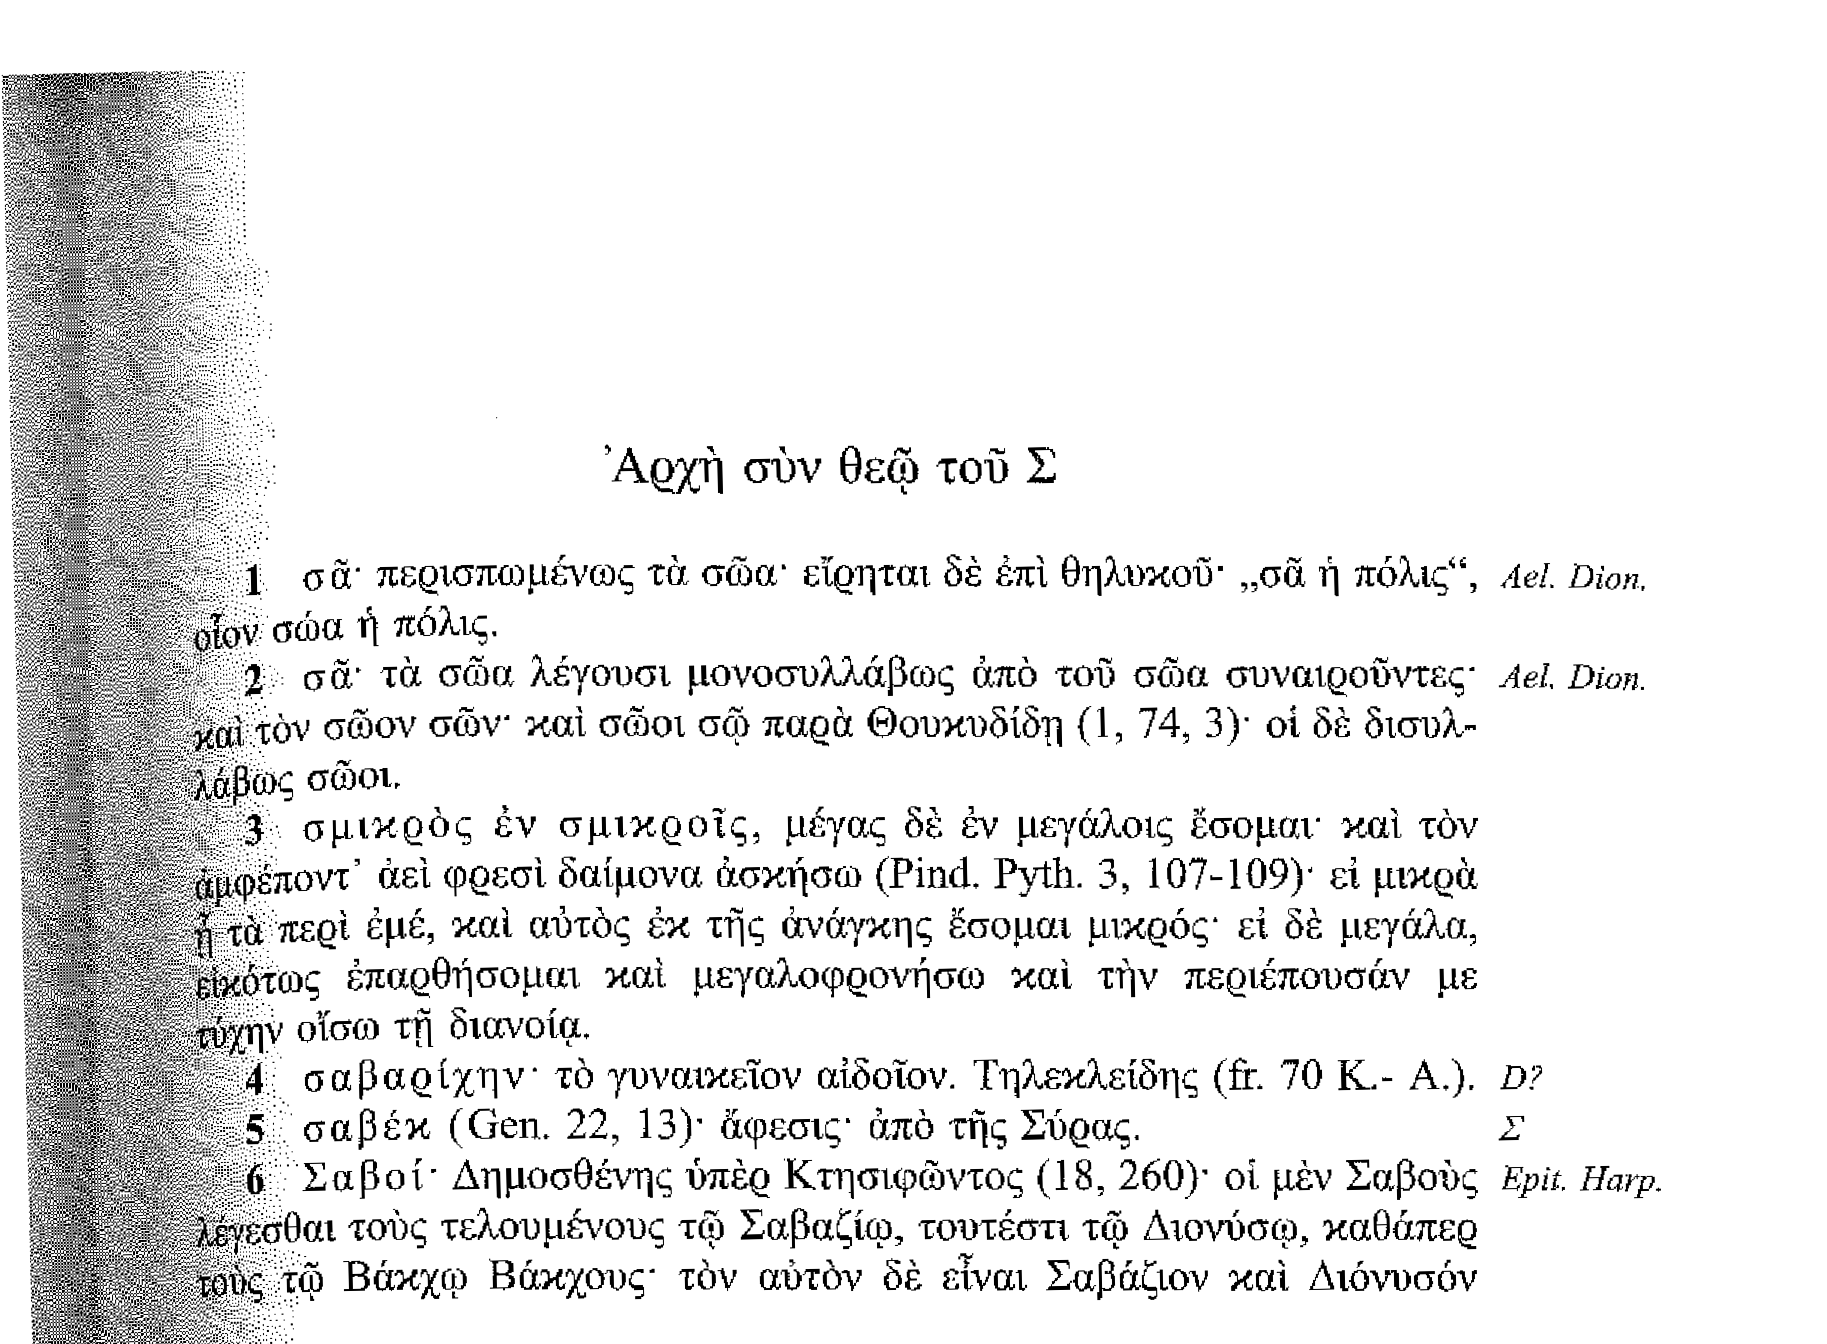 Ἀρχὴ σὺν θεῷ τοῦ Σ
1 σᾶ· περισπωμένως τὰ σῶα· εἴρηται δὲ ἐπὶ θηλυκοῦ· „σᾶ ἡ πόλις“, Ael. Dion.
οἷον σώα ἡ πόλις.
2 σᾶ· τὰ σῶα λέγουσι μονοσυλλάβως ἀπὸ τοῦ σῶα συναιροῦντες· Ael. Dion.
καὶ τὸν σῶον σῶν· καὶ σῶοι σῷ παρὰ Θουκυδίδῃ (1, 74, 3)· οἱ δὲ δισυλ-
λάβως σῶοι.
3 σμικρὸς ἐν σμικροῖς, μέγας δὲ ἐν μεγάλοις ἔσομαι· καὶ τὸν
ἀμφέποντ’ ἀεὶ φρεσὶ δαίμονα ἀσκήσω (Pind. Pyth. 3, 107-109)· εἰ μικρὰ
ᾖ τὰ περὶ ἐμέ, καὶ αὐτὸς ἐκ τῆς ἀνάγκης ἔσομαι μικρός· εἰ δὲ μεγάλα,
εἰκότως ἐπαρθήσομαι καὶ μεγαλοφρονήσω καὶ τὴν περιέπουσάν με
τύχην οἴσω τῇ διανοίᾳ.
4 σαβαρίχην· τὸ γυναικεῖον αἰδοῖον. Τηλεκλείδης (fr. 70 K.- A.). D?
5 σαβέκ (Gen. 22, 13)· ἄφεσις· ἀπὸ τῆς Σύρας. Σ
6 Σαβοί· Δημοσθένης ὑπὲρ Κτησιφῶντος (18, 260)· οἱ μὲν Σαβοὺς Epit. Harp.
λέγεσθαι τοὺς τελουμένους τῷ Σαβαζίῳ, τουτέστι τῷ Διονύσῳ, καθάπερ
τοὺς τῷ Βάκχῳ Βάκχους· τὸν αὐτὸν δὲ εἶναι Σαβάζιον καὶ Διόνυσόν